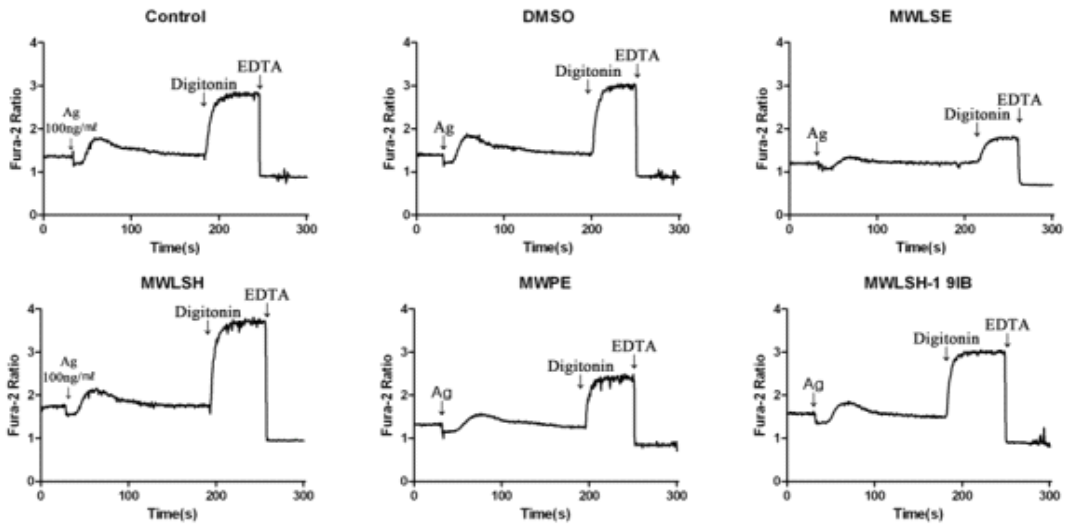 Control
4
3
2
1
0
Fura-2 Ratio
Ag
100ng/㎖
Digitonin
EDTA
0
100
200
300
Time(s)
DMSO
4
3
2
1
0
Fura-2 Ratio
Ag
Digitonin
EDTA
0
100
200
300
Time(s)
MWLSE
4
3
2
1
0
Fura-2 Ratio
Ag
Digitonin
EDTA
0
100
200
300
Time(s)
MWLSH
4
3
2
1
0
Fura-2 Ratio
Ag
100ng/㎖
Digitonin
EDTA
0
100
200
300
Time(s)
MWPE
4
3
2
1
0
Fura-2 Ratio
Ag
Digitonin
EDTA
0
100
200
300
Time(s)
MWLSH-1 9IB
4
3
2
1
0
Fura-2 Ratio
Ag
Digitonin
EDTA
0
100
200
300
Time(s)